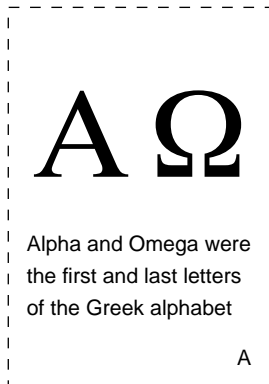 Α Ω
Alpha and Omega were
the first and last letters
of the Greek alphabet
A